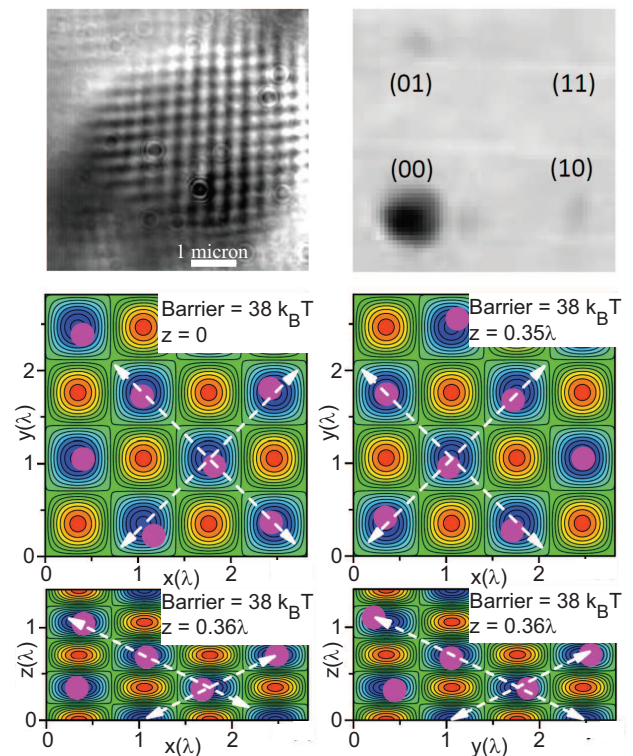 1 micron
(01) (11)
(00) (10)
Barrier = 38 k_BT
z = 0
y(λ)
2
1
0
0 1 2
x(λ)
Barrier = 38 k_BT
z = 0.35λ
y(λ)
2
1
0
0 1 2
x(λ)
Barrier = 38 k_BT
z = 0.36λ
z(λ)
1
0
0 1 2
x(λ)
Barrier = 38 k_BT
z = 0.36λ
z(λ)
1
0
0 1 2
y(λ)